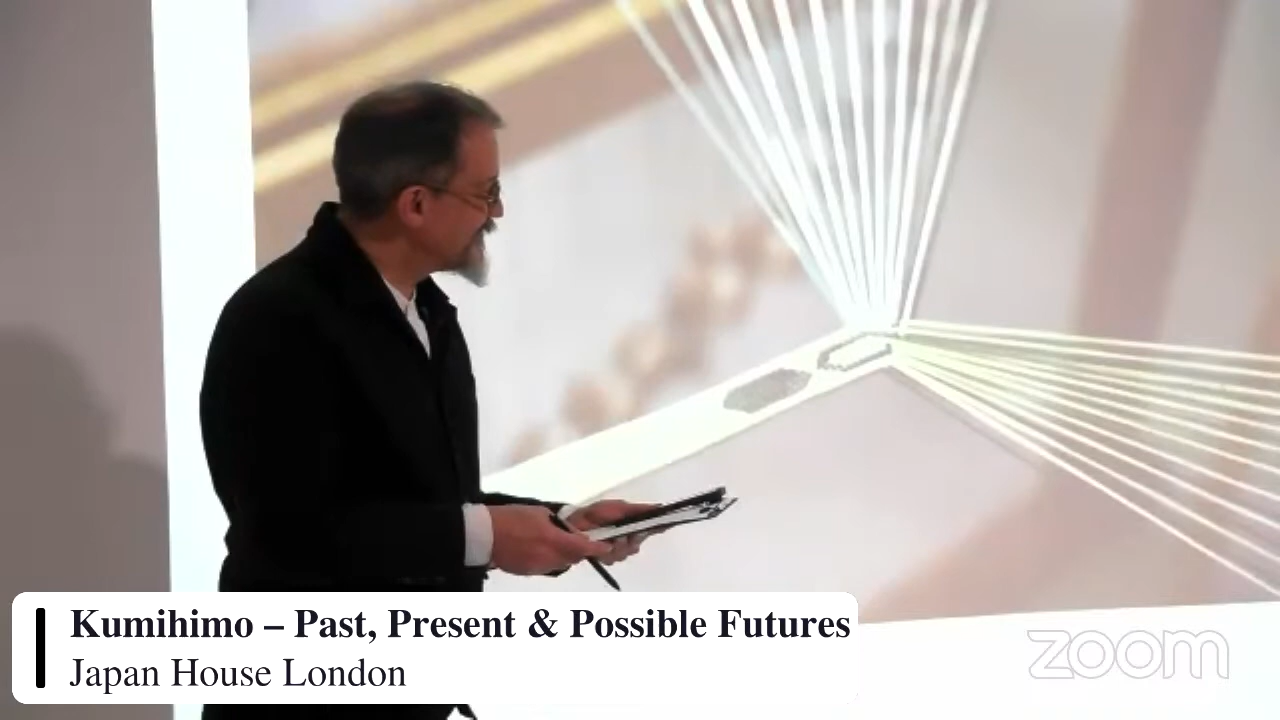 Kumihimo – Past, Present & Possible Futures
Japan House London
zoom